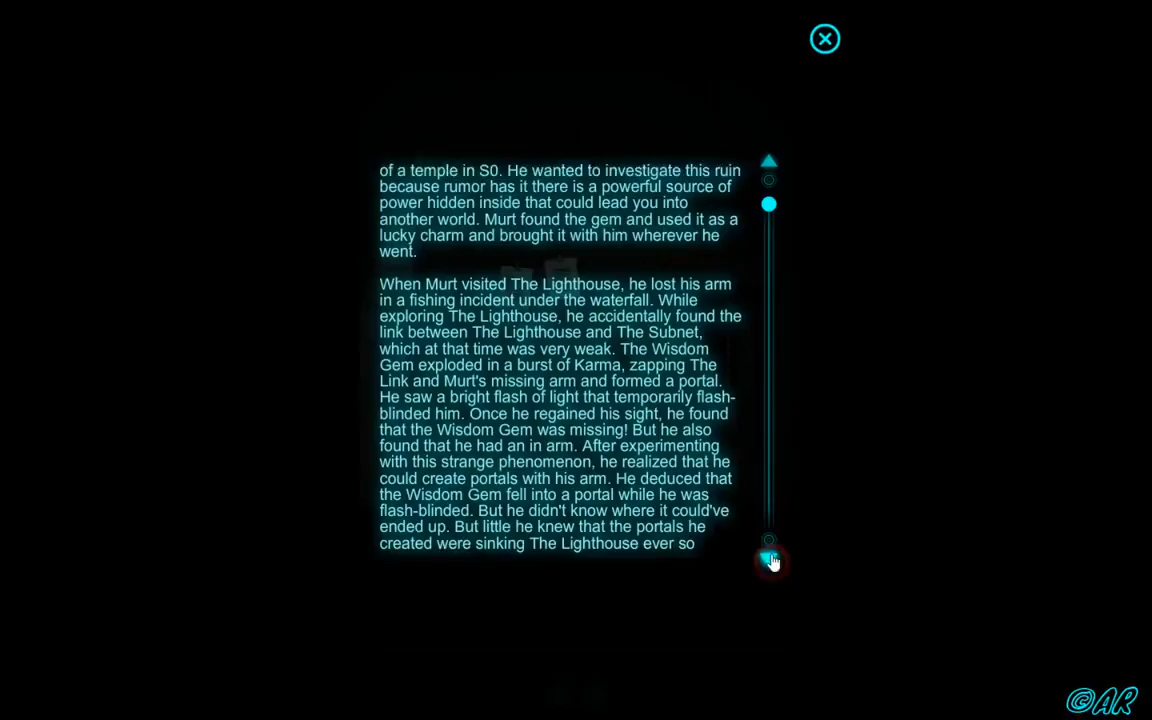 of a temple in S0. He wanted to investigate this ruin
because rumor has it there is a powerful source of
power hidden inside that could lead you into
another world. Murt found the gem and used it as a
lucky charm and brought it with him wherever he
went.
When Murt visited The Lighthouse, he lost his arm
in a fishing incident under the waterfall. While
exploring The Lighthouse, he accidentally found the
link between The Lighthouse and The Subnet,
which at that time was very weak. The Wisdom
Gem exploded in a burst of Karma, zapping The
Link and Murt's missing arm and formed a portal.
He saw a bright flash of light that temporarily flash-
blinded him. Once he regained his sight, he found
that the Wisdom Gem was missing! But he also
found that he had an in arm. After experimenting
with this strange phenomenon, he realized that he
could create portals with his arm. He deduced that
the Wisdom Gem fell into a portal while he was
flash-blinded. But he didn't know where it could've
ended up. But little he knew that the portals he
created were sinking The Lighthouse ever so
©AR